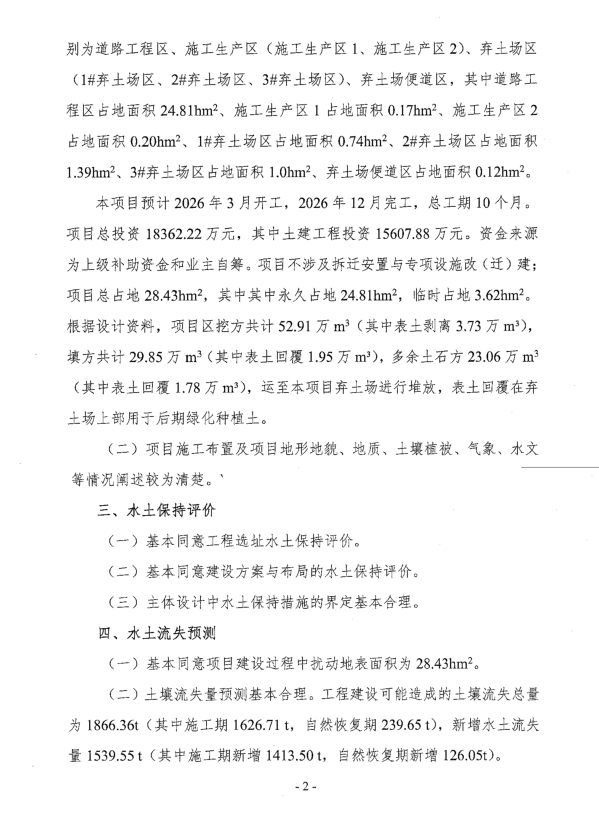 别为道路工程区、施工生产区（施工生产区 1、施工生产区 2）、弃土场区
（1#弃土场区、2#弃土场区、3#弃土场区）、弃土场便道区，其中道路工
程区占地面积 24.81hm²、施工生产区 1 占地面积 0.17hm²、施工生产区 2
占地面积 0.20hm²、1#弃土场区占地面积 0.74hm²、2#弃土场区占地面积
1.39hm²、3#弃土场区占地面积 1.0hm²、弃土场便道区占地面积 0.12hm²。
本项目预计 2026 年 3 月开工，2026 年 12 月完工，总工期 10 个月。
项目总投资 18362.22 万元，其中土建工程投资 15607.88 万元。资金来源
为上级补助资金和业主自筹。项目不涉及拆迁安置与专项设施改（迁）建；
项目总占地 28.43hm²，其中其中永久占地 24.81hm²，临时占地 3.62hm²。
根据设计资料，项目区挖方共计 52.91 万 m³（其中表土剥离 3.73 万 m³），
填方共计 29.85 万 m³（其中表土回覆 1.95 万 m³），多余土石方 23.06 万 m³
（其中表土回覆 1.78 万 m³），运至本项目弃土场进行堆放，表土回覆在弃
土场上部用于后期绿化种植土。
（二）项目施工布置及项目地形地貌、地质、土壤植被、气象、水文
等情况阐述较为清楚。
三、水土保持评价
（一）基本同意工程选址水土保持评价。
（二）基本同意建设方案与布局的水土保持评价。
（三）主体设计中水土保持措施的界定基本合理。
四、水土流失预测
（一）基本同意项目建设过程中扰动地表面积为 28.43hm²。
（二）土壤流失量预测基本合理。工程建设可能造成的土壤流失总量
为 1866.36t（其中施工期 1626.71 t，自然恢复期 239.65 t），新增水土流失
量 1539.55 t（其中施工期新增 1413.50 t，自然恢复期新增 126.05t）。
- 2 -